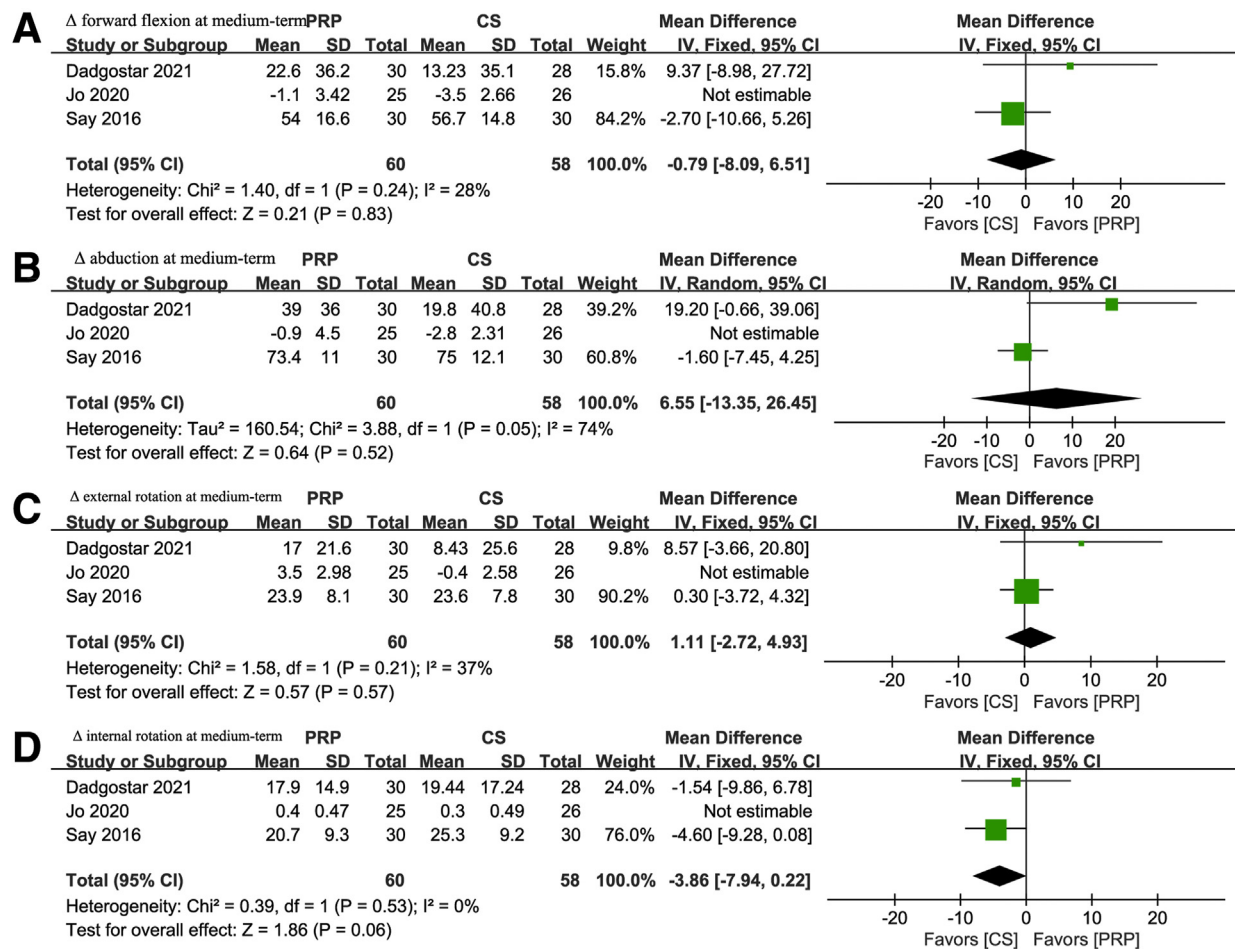 A Δ forward flexion at medium-term PRP CS Mean Difference Mean Difference
Study or Subgroup Mean SD Total Mean SD Total Weight IV, Fixed, 95% CI IV, Fixed, 95% CI
Dadgostar 2021 22.6 36.2 30 13.23 35.1 28 15.8% 9.37 [-8.98, 27.72]
Jo 2020 -1.1 3.42 25 -3.5 2.66 26 Not estimable
Say 2016 54 16.6 30 56.7 14.8 30 84.2% -2.70 [-10.66, 5.26]
Total (95% CI) 60 58 100.0% -0.79 [-8.09, 6.51]
Heterogeneity: Chi² = 1.40, df = 1 (P = 0.24); I² = 28%
Test for overall effect: Z = 0.21 (P = 0.83)
-20 -10 0 10 20
Favors [CS] Favors [PRP]
B Δ abduction at medium-term PRP CS Mean Difference Mean Difference
Study or Subgroup Mean SD Total Mean SD Total Weight IV, Random, 95% CI IV, Random, 95% CI
Dadgostar 2021 39 36 30 19.8 40.8 28 39.2% 19.20 [-0.66, 39.06]
Jo 2020 -0.9 4.5 25 -2.8 2.31 26 Not estimable
Say 2016 73.4 11 30 75 12.1 30 60.8% -1.60 [-7.45, 4.25]
Total (95% CI) 60 58 100.0% 6.55 [-13.35, 26.45]
Heterogeneity: Tau² = 160.54; Chi² = 3.88, df = 1 (P = 0.05); I² = 74%
Test for overall effect: Z = 0.64 (P = 0.52)
-20 -10 0 10 20
Favors [CS] Favors [PRP]
C Δ external rotation at medium-term PRP CS Mean Difference Mean Difference
Study or Subgroup Mean SD Total Mean SD Total Weight IV, Fixed, 95% CI IV, Fixed, 95% CI
Dadgostar 2021 17 21.6 30 8.43 25.6 28 9.8% 8.57 [-3.66, 20.80]
Jo 2020 3.5 2.98 25 -0.4 2.58 26 Not estimable
Say 2016 23.9 8.1 30 23.6 7.8 30 90.2% 0.30 [-3.72, 4.32]
Total (95% CI) 60 58 100.0% 1.11 [-2.72, 4.93]
Heterogeneity: Chi² = 1.58, df = 1 (P = 0.21); I² = 37%
Test for overall effect: Z = 0.57 (P = 0.57)
-20 -10 0 10 20
Favors [CS] Favors [PRP]
D Δ internal rotation at medium-term PRP CS Mean Difference Mean Difference
Study or Subgroup Mean SD Total Mean SD Total Weight IV, Fixed, 95% CI IV, Fixed, 95% CI
Dadgostar 2021 17.9 14.9 30 19.44 17.24 28 24.0% -1.54 [-9.86, 6.78]
Jo 2020 0.4 0.47 25 0.3 0.49 26 Not estimable
Say 2016 20.7 9.3 30 25.3 9.2 30 76.0% -4.60 [-9.28, 0.08]
Total (95% CI) 60 58 100.0% -3.86 [-7.94, 0.22]
Heterogeneity: Chi² = 0.39, df = 1 (P = 0.53); I² = 0%
Test for overall effect: Z = 1.86 (P = 0.06)
-20 -10 0 10 20
Favors [CS] Favors [PRP]